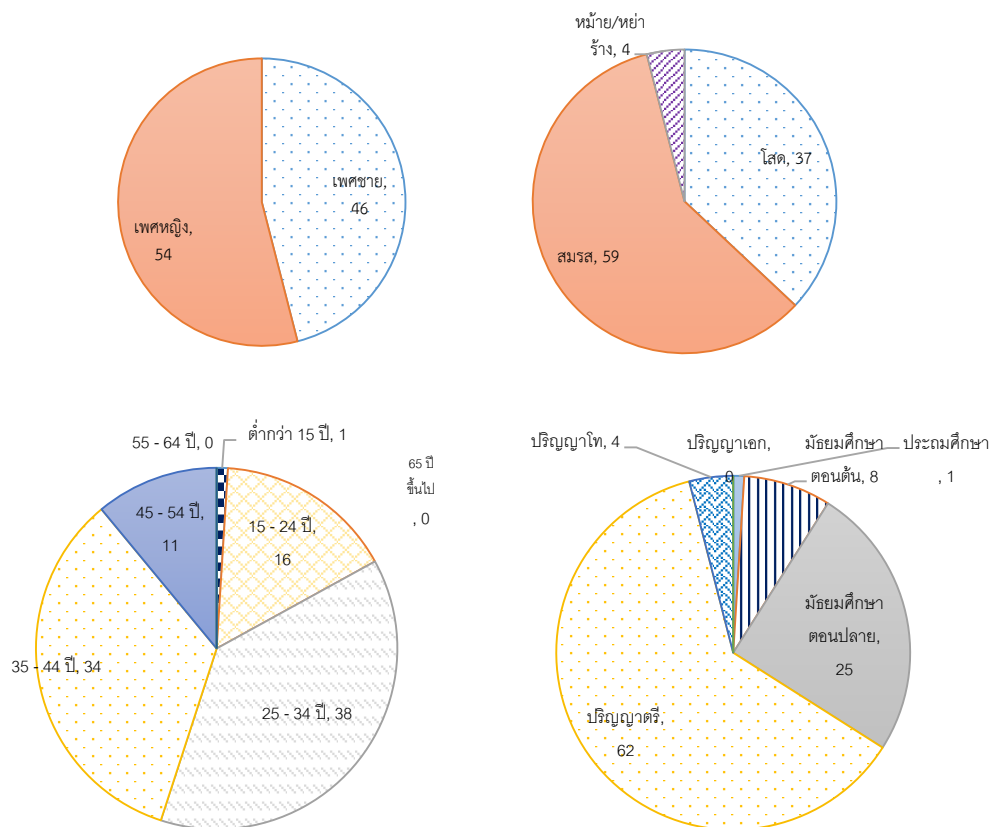 เพศชาย,
46
เพศหญิง,
54
หม้าย/หย่า
ร้าง, 4
โสด, 37
สมรส, 59
55 - 64 ปี, 0
ต่ำกว่า 15 ปี, 1
65 ปี
ขึ้นไป
, 0
45 - 54 ปี,
11
15 - 24 ปี,
16
35 - 44 ปี, 34
25 - 34 ปี, 38
ปริญญาโท, 4
ปริญญาเอก,
0
มัธยมศึกษา
ตอนต้น, 8
ประถมศึกษา
, 1
มัธยมศึกษา
ตอนปลาย,
25
ปริญญาตรี,
62